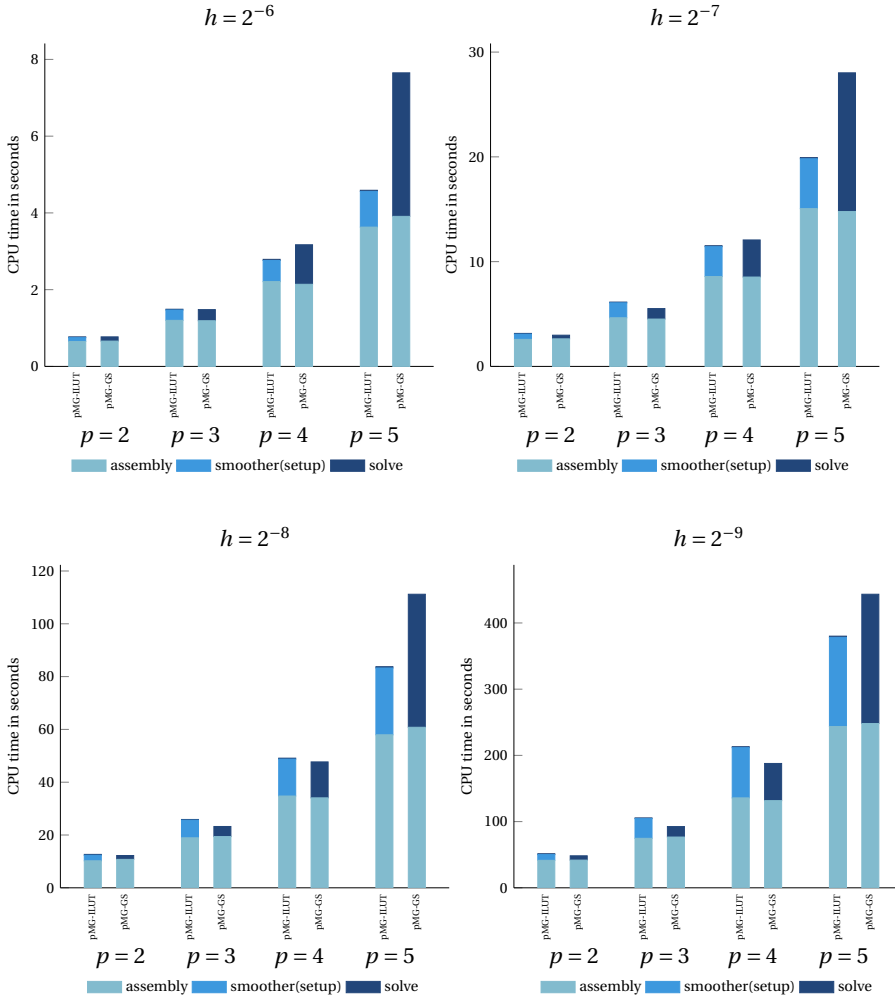 h = 2⁻⁶
CPU time in seconds
8
6
4
2
0
pMG-ILUT pMG-GS pMG-ILUT pMG-GS pMG-ILUT pMG-GS pMG-ILUT pMG-GS
p = 2 p = 3 p = 4 p = 5
assembly smoother(setup) solve
h = 2⁻⁷
CPU time in seconds
30
20
10
0
pMG-ILUT pMG-GS pMG-ILUT pMG-GS pMG-ILUT pMG-GS pMG-ILUT pMG-GS
p = 2 p = 3 p = 4 p = 5
assembly smoother(setup) solve
h = 2⁻⁸
CPU time in seconds
120
100
80
60
40
20
0
pMG-ILUT pMG-GS pMG-ILUT pMG-GS pMG-ILUT pMG-GS pMG-ILUT pMG-GS
p = 2 p = 3 p = 4 p = 5
assembly smoother(setup) solve
h = 2⁻⁹
CPU time in seconds
400
300
200
100
0
pMG-ILUT pMG-GS pMG-ILUT pMG-GS pMG-ILUT pMG-GS pMG-ILUT pMG-GS
p = 2 p = 3 p = 4 p = 5
assembly smoother(setup) solve